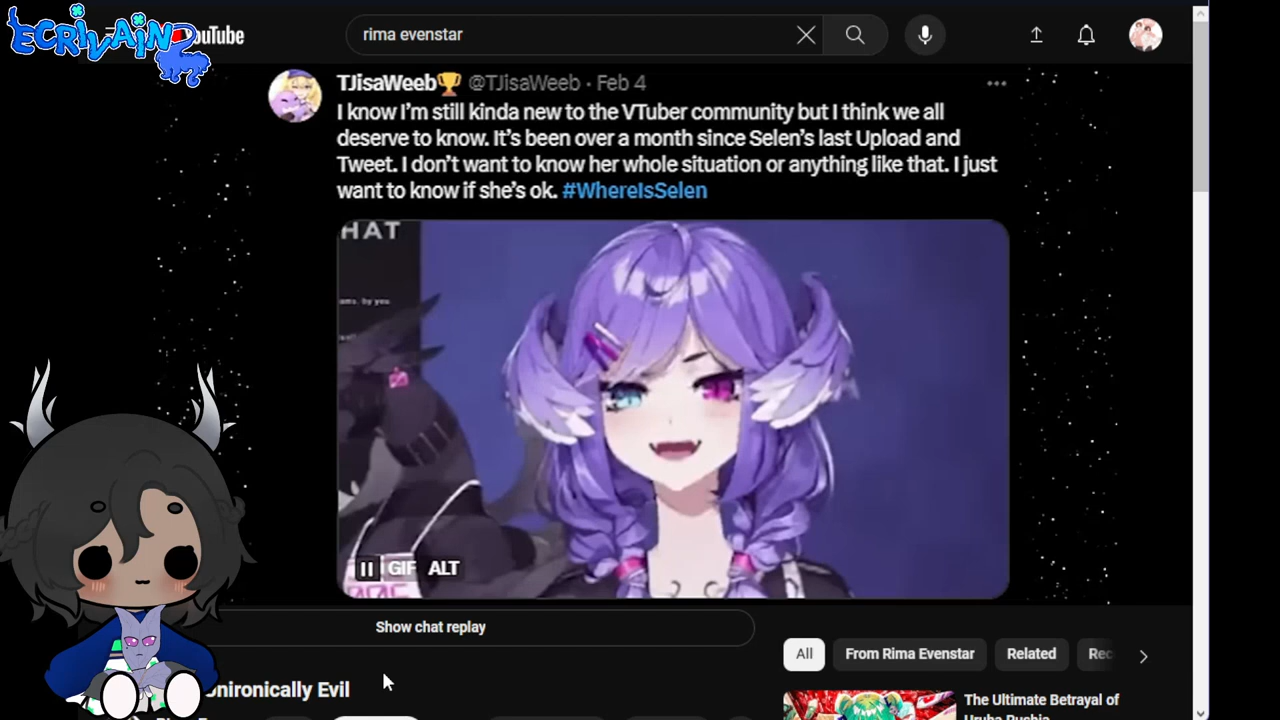 ECRIVAIN
YouTube
rima evenstar
TJisaWeeb🏆 @TJisaWeeb · Feb 4
I know I'm still kinda new to the VTuber community but I think we all
deserve to know. It's been over a month since Selen's last Upload and
Tweet. I don't want to know her whole situation or anything like that. I just
want to know if she's ok. #WhereIsSelen
HAT
by you
GIF ALT
Show chat replay
All
From Rima Evenstar
Related
Rec
nironically Evil
The Ultimate Betrayal of